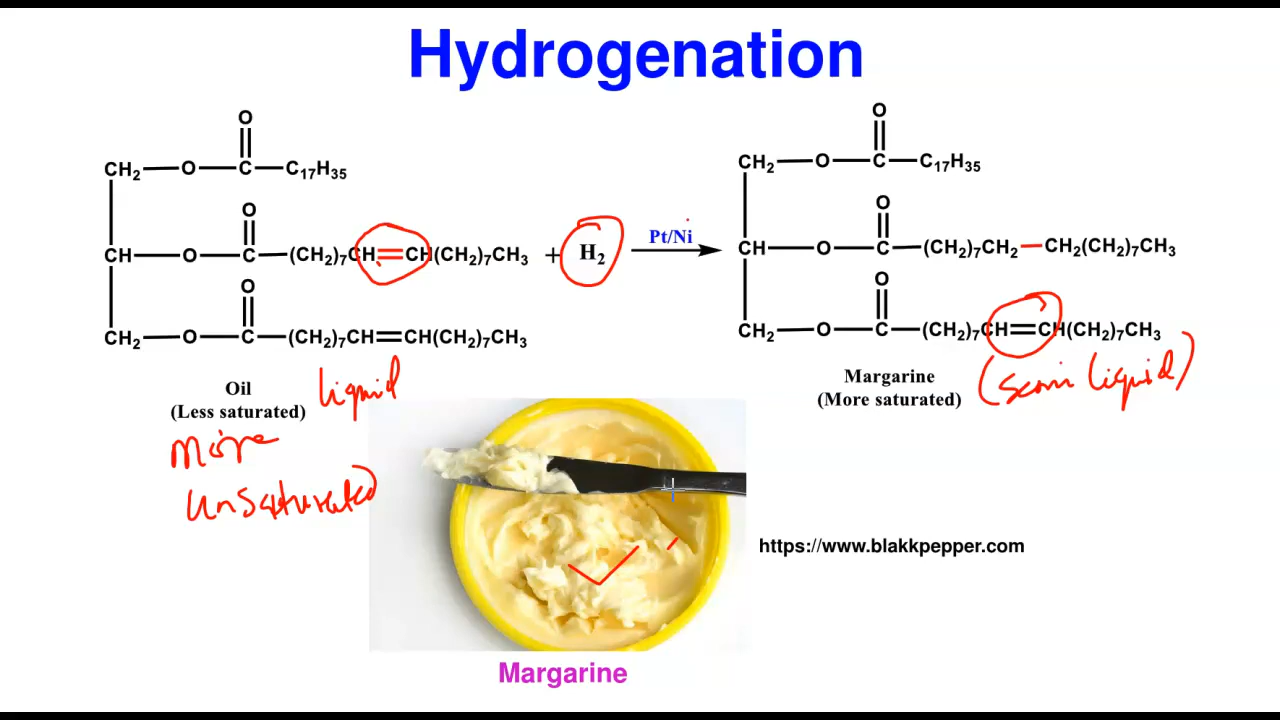 Hydrogenation
O
CH₂—O—C—C₁₇H₃₅
O
CH—O—C—(CH₂)₇CH=CH(CH₂)₇CH₃ + H₂
O
CH₂—O—C—(CH₂)₇CH=CH(CH₂)₇CH₃
Pt/Ni
O
CH₂—O—C—C₁₇H₃₅
O
CH—O—C—(CH₂)₇CH₂—CH₂(CH₂)₇CH₃
O
CH₂—O—C—(CH₂)₇CH=CH(CH₂)₇CH₃
Oil
(Less saturated)
liquid
More
Unsaturated
Margarine
(More saturated)
(Semi liquid)
https://www.blakkpepper.com
Margarine